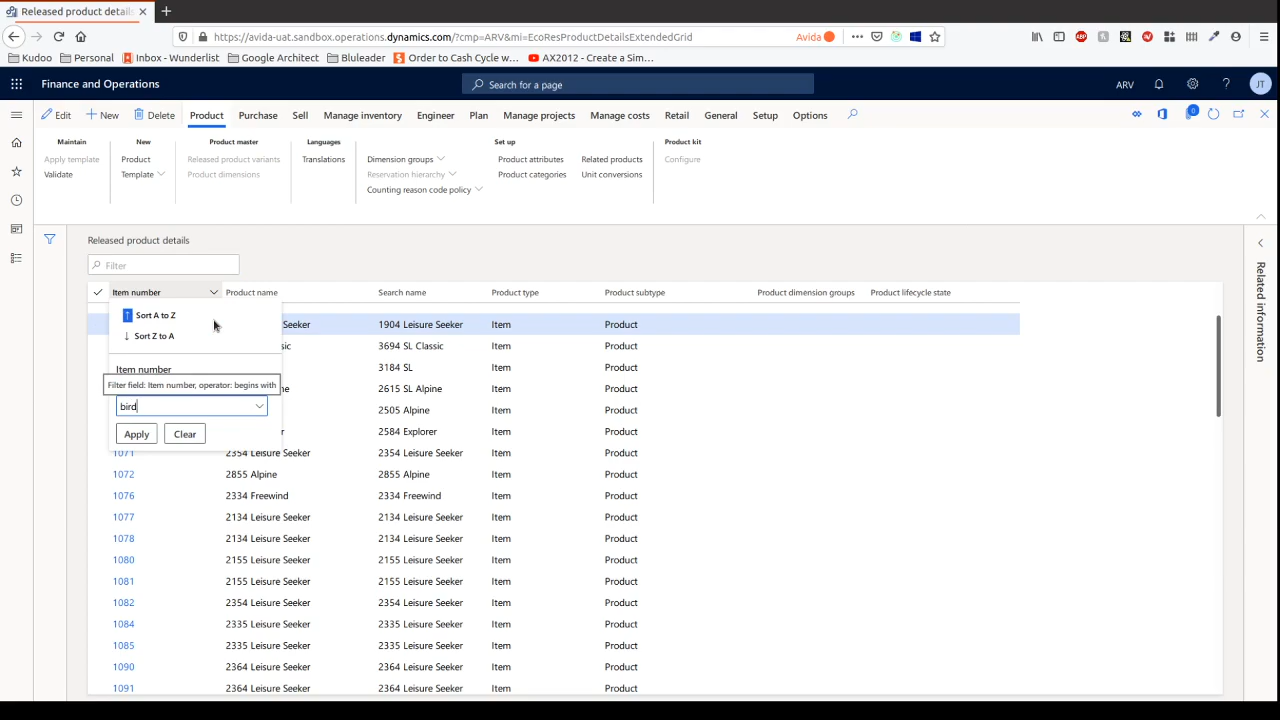 Released product details
avida-uat.sandbox.operations.dynamics.com/?cmp=ARV&mi=EcoResProductDetailsExtendedGrid
Avida
Kudoo Personal Inbox - Wunderlist Google Architect Bluleader Order to Cash Cycle w… AX2012 - Create a Sim…
Finance and Operations
Search for a page
ARV
JT
Edit New Delete Product Purchase Sell Manage inventory Engineer Plan Manage projects Manage costs Retail General Setup Options
0
Maintain New Product master Languages Set up Product kit
Apply template Product Released product variants Translations Dimension groups Product attributes Related products Configure
Validate Template Product dimensions Reservation hierarchy Product categories Unit conversions
Counting reason code policy
Released product details
Filter
Item number Product name Search name Product type Product subtype Product dimension groups Product lifecycle state
Related information
Sort A to Z
Sort Z to A
Item number
Filter field: Item number, operator: begins with
bird
Apply Clear
Seeker 1904 Leisure Seeker Item Product
sic 3694 SL Classic Item Product
3184 SL Item Product
ne 2615 SL Alpine Item Product
2505 Alpine Item Product
r 2584 Explorer Item Product
1071 2354 Leisure Seeker 2354 Leisure Seeker Item Product
1072 2855 Alpine 2855 Alpine Item Product
1076 2334 Freewind 2334 Freewind Item Product
1077 2134 Leisure Seeker 2134 Leisure Seeker Item Product
1078 2134 Leisure Seeker 2134 Leisure Seeker Item Product
1080 2155 Leisure Seeker 2155 Leisure Seeker Item Product
1081 2155 Leisure Seeker 2155 Leisure Seeker Item Product
1082 2354 Leisure Seeker 2354 Leisure Seeker Item Product
1084 2335 Leisure Seeker 2335 Leisure Seeker Item Product
1085 2335 Leisure Seeker 2335 Leisure Seeker Item Product
1090 2364 Leisure Seeker 2364 Leisure Seeker Item Product
1091 2364 Leisure Seeker 2364 Leisure Seeker Item Product